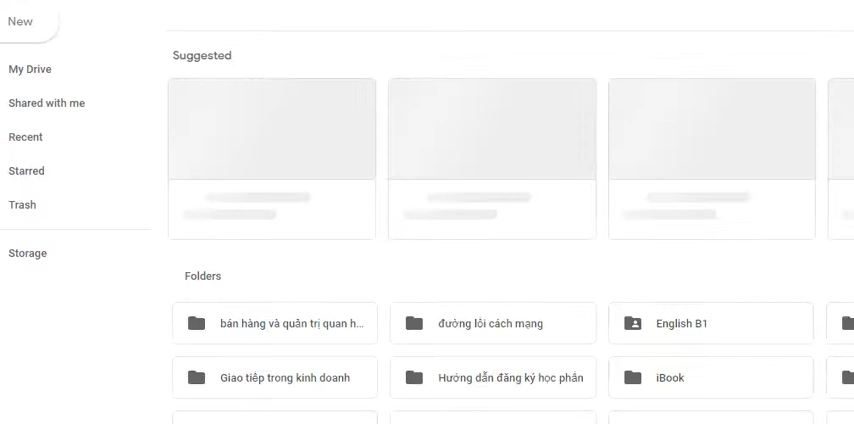 New
My Drive
Shared with me
Recent
Starred
Trash
Storage
Suggested
Folders
bán hàng và quản trị quan h...
đường lối cách mạng
English B1
Giao tiếp trong kinh doanh
Hướng dẫn đăng ký học phần
iBook